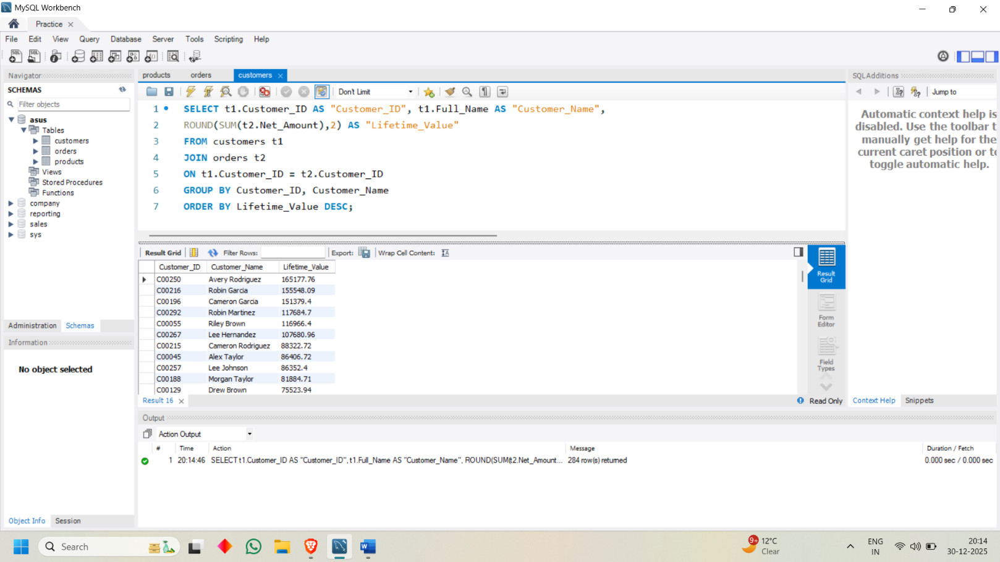 MySQL Workbench
Practice
File Edit View Query Database Server Tools Scripting Help
Navigator
SCHEMAS
Filter objects
asus
Tables
customers
orders
products
Views
Stored Procedures
Functions
company
reporting
sales
sys
Administration Schemas
Information
No object selected
Object Info Session
products orders customers
Don't Limit
1 SELECT t1.Customer_ID AS "Customer_ID", t1.Full_Name AS "Customer_Name",
2 ROUND(SUM(t2.Net_Amount),2) AS "Lifetime_Value"
3 FROM customers t1
4 JOIN orders t2
5 ON t1.Customer_ID = t2.Customer_ID
6 GROUP BY Customer_ID, Customer_Name
7 ORDER BY Lifetime_Value DESC;
Result Grid Filter Rows: Export: Wrap Cell Content:
Customer_ID Customer_Name Lifetime_Value
C00250 Avery Rodriguez 165177.76
C00216 Robin Garcia 155548.09
C00196 Cameron Garcia 151379.4
C00292 Robin Martinez 117684.7
C00055 Riley Brown 116966.4
C00267 Lee Hernandez 107680.96
C00215 Cameron Rodriguez 88322.72
C00045 Alex Taylor 86406.72
C00257 Lee Johnson 86352.4
C00188 Morgan Taylor 81884.71
C00129 Drew Brown 75523.94
Result Grid
Form Editor
Field Types
Result 16
Read Only
SQLAdditions
Jump to
Automatic context help is
disabled. Use the toolbar t
manually get help for the
current caret position or to
toggle automatic help.
Context Help Snippets
Output
Action Output
# Time Action Message Duration / Fetch
1 20:14:46 SELECT t1.Customer_ID AS "Customer_ID", t1.Full_Name AS "Customer_Name", ROUND(SUM(t2.Net_Amount... 284 row(s) returned 0.000 sec / 0.000 sec
Search
9+
12°C
Clear
ENG
IN
20:14
30-12-2025